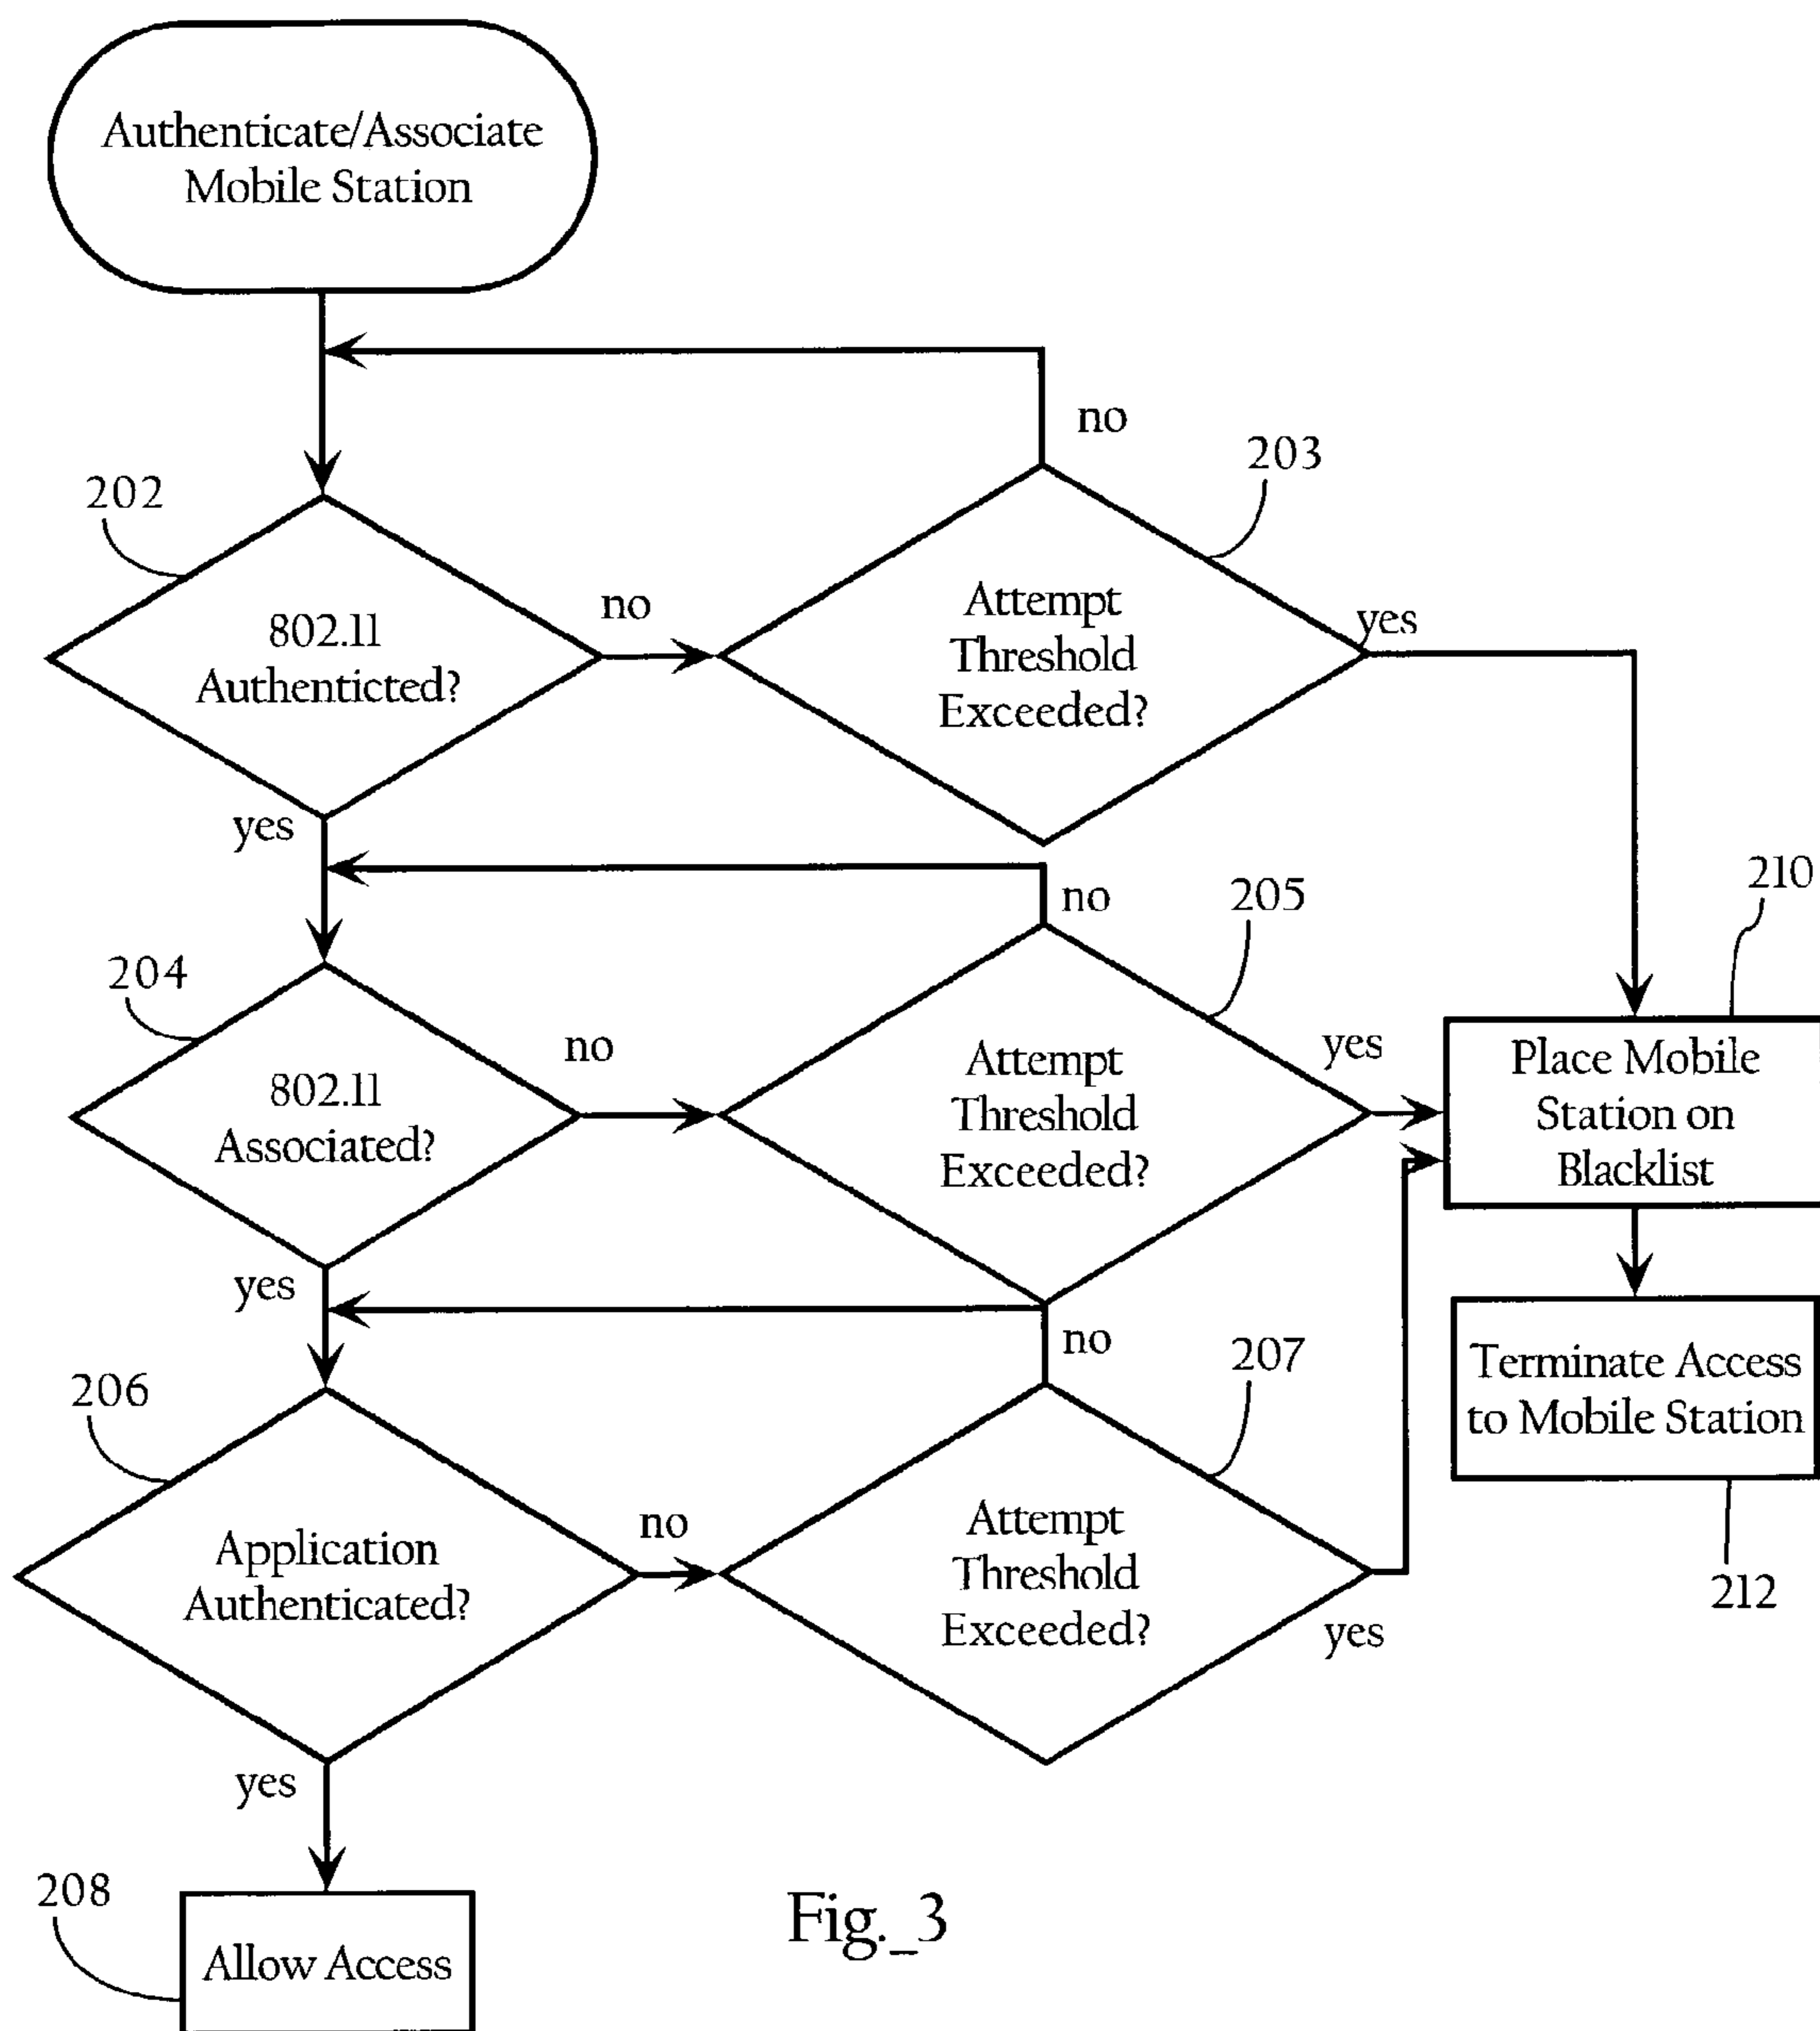 Authenticate/Associate
Mobile Station
no
203
202
802.11
Authenticted?
no
Attempt
Threshold
Exceeded?
yes
yes
210
no
205
204
802.11
Associated?
no
Attempt
Threshold
Exceeded?
yes
Place Mobile
Station on
Blacklist
yes
no
207
206
Terminate Access
to Mobile Station
212
Application
Authenticated?
no
Attempt
Threshold
Exceeded?
yes
yes
208
Allow Access
Fig._3